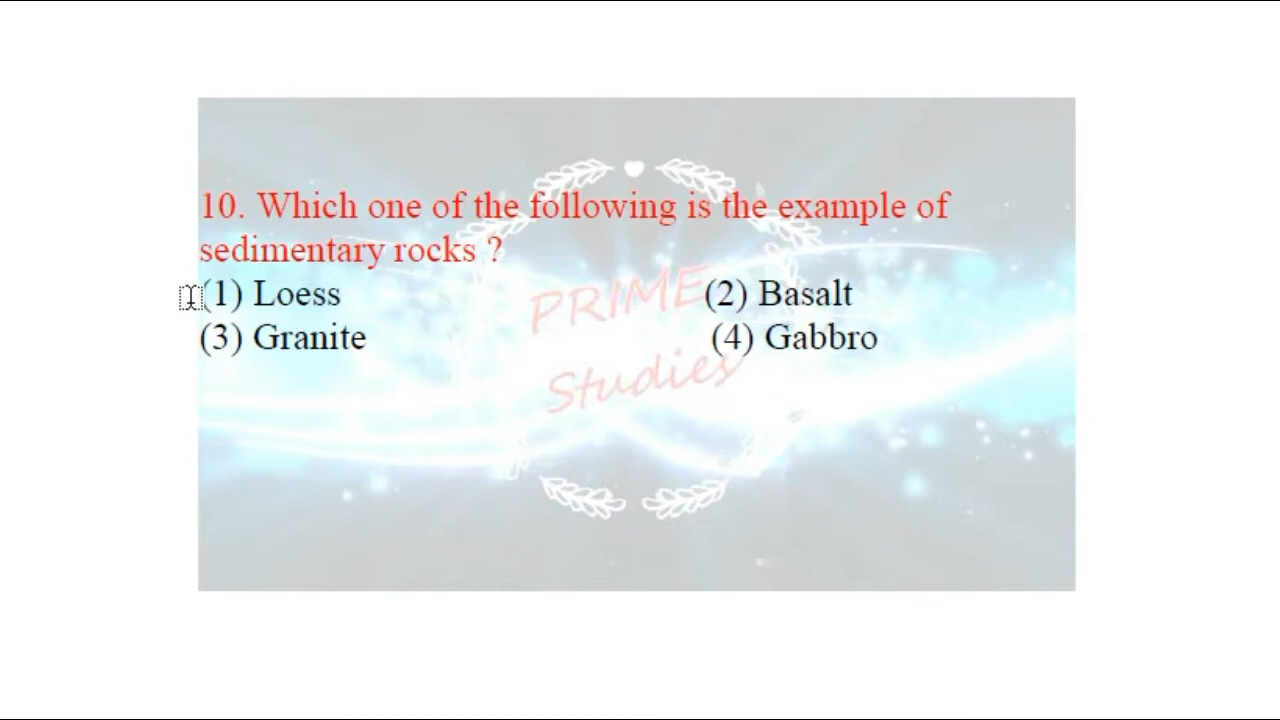 10. Which one of the following is the example of
sedimentary rocks ?
(1) Loess (2) Basalt
(3) Granite (4) Gabbro
PRIME
Studies